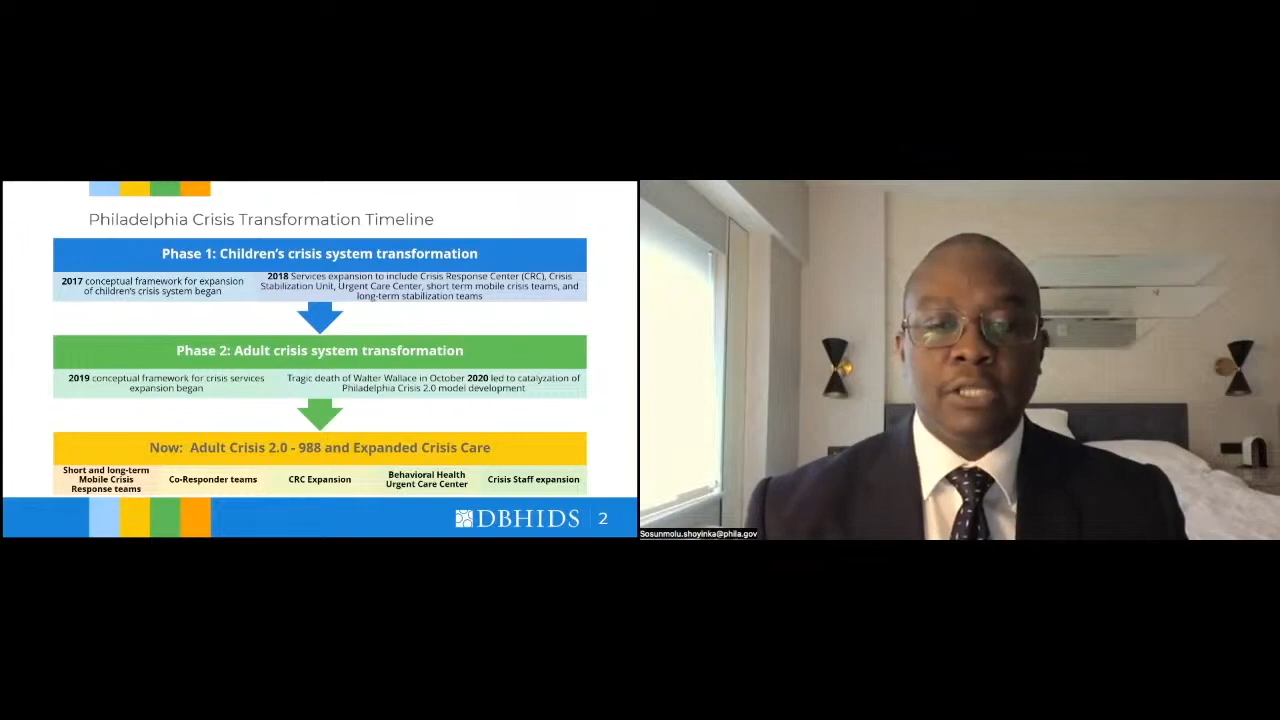 Philadelphia Crisis Transformation Timeline
Phase 1: Children's crisis system transformation
2017 conceptual framework for expansion
of children's crisis system began
2018 Services expansion to include Crisis Response Center (CRC), Crisis
Stabilization Unit, Urgent Care Center, short term mobile crisis teams, and
long-term stabilization teams
Phase 2: Adult crisis system transformation
2019 conceptual framework for crisis services
expansion began
Tragic death of Walter Wallace in October 2020 led to catalyzation of
Philadelphia Crisis 2.0 model development
Now: Adult Crisis 2.0 - 988 and Expanded Crisis Care
Short and long-term
Mobile Crisis
Response teams
Co-Responder teams
CRC Expansion
Behavioral Health
Urgent Care Center
Crisis Staff expansion
DBHIDS 2
Sosunmolu.shoyinka@phila.gov